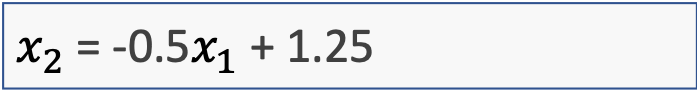 x₂ = -0.5x₁ + 1.25